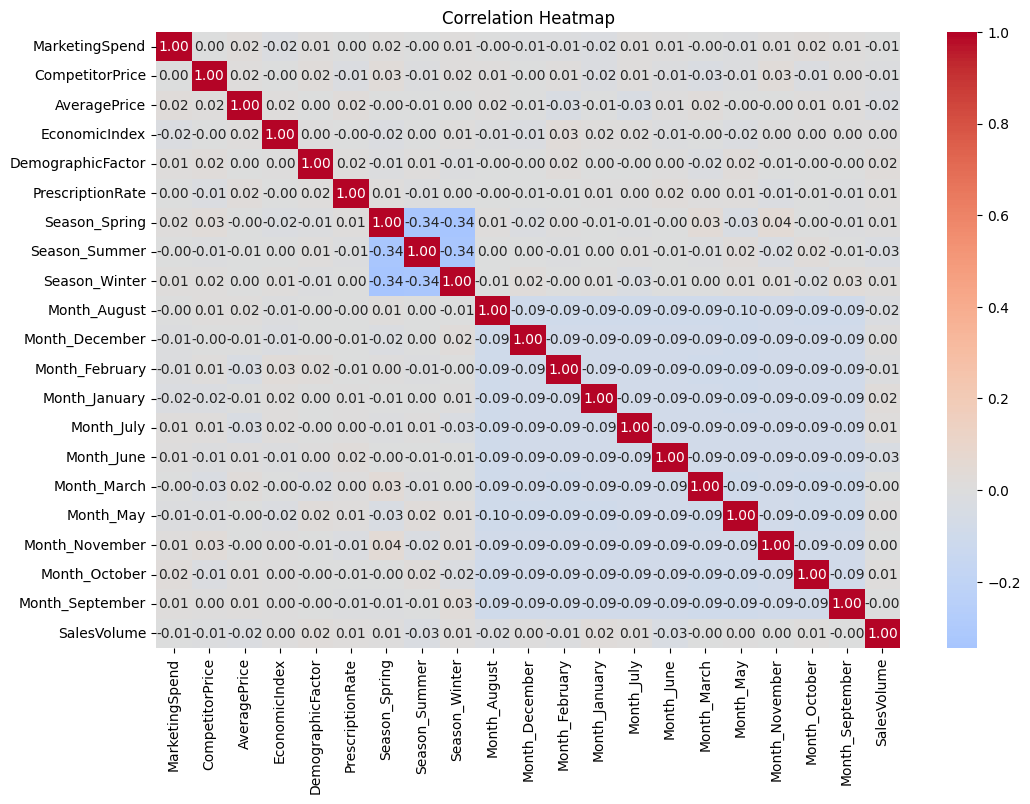 Correlation Heatmap
MarketingSpend 1.00 0.00 0.02 -0.02 0.01 0.00 0.02 -0.00 0.01 -0.00 -0.01 -0.01 -0.02 0.01 0.01 -0.00 -0.01 0.01 0.02 0.01 -0.01
CompetitorPrice 0.00 1.00 0.02 -0.00 0.02 -0.01 0.03 -0.01 0.02 0.01 -0.00 0.01 -0.02 0.01 -0.01 -0.03 -0.01 0.03 -0.01 0.00 -0.01
AveragePrice 0.02 0.02 1.00 0.02 0.00 0.02 -0.00 -0.01 0.00 0.02 -0.01 -0.03 -0.01 -0.03 0.01 0.02 -0.00 -0.00 0.01 0.01 -0.02
EconomicIndex -0.02 -0.00 0.02 1.00 0.00 -0.00 -0.02 0.00 0.01 -0.01 -0.01 0.03 0.02 0.02 -0.01 -0.00 -0.02 0.00 0.00 0.00 0.00
DemographicFactor 0.01 0.02 0.00 0.00 1.00 0.02 -0.01 0.01 -0.01 -0.00 -0.00 0.02 0.00 -0.00 0.00 -0.02 0.02 -0.01 -0.00 -0.00 0.02
PrescriptionRate 0.00 -0.01 0.02 -0.00 0.02 1.00 0.01 -0.01 0.00 -0.00 -0.01 -0.01 0.01 0.00 0.02 0.00 0.01 -0.01 -0.01 -0.01 0.01
Season_Spring 0.02 0.03 -0.00 -0.02 -0.01 0.01 1.00 -0.34 -0.34 0.01 -0.02 0.00 -0.01 -0.01 -0.00 0.03 -0.03 0.04 -0.00 -0.01 0.01
Season_Summer -0.00 -0.01 -0.01 0.00 0.01 -0.01 -0.34 1.00 -0.34 0.00 0.00 -0.01 -0.00 0.01 -0.01 -0.01 0.02 -0.02 0.02 -0.01 -0.03
Season_Winter 0.01 0.02 0.00 0.01 -0.01 0.00 -0.34 -0.34 1.00 -0.01 0.02 -0.00 0.01 -0.03 -0.01 0.00 0.01 0.01 -0.02 0.03 0.01
Month_August -0.00 0.01 0.02 -0.01 -0.00 -0.00 0.01 0.00 -0.01 1.00 -0.09 -0.09 -0.09 -0.09 -0.09 -0.09 -0.10 -0.09 -0.09 -0.09 -0.02
Month_December -0.01 -0.00 -0.01 -0.01 -0.00 -0.01 -0.02 0.00 0.02 -0.09 1.00 -0.09 -0.09 -0.09 -0.09 -0.09 -0.09 -0.09 -0.09 -0.09 0.00
Month_February -0.01 0.01 -0.03 0.03 0.02 -0.01 0.00 -0.01 -0.00 -0.09 -0.09 1.00 -0.09 -0.09 -0.09 -0.09 -0.09 -0.09 -0.09 -0.09 -0.01
Month_January -0.02 -0.02 -0.01 0.02 0.00 0.01 -0.01 -0.00 0.01 -0.09 -0.09 -0.09 1.00 -0.09 -0.09 -0.09 -0.09 -0.09 -0.09 -0.09 0.02
Month_July 0.01 0.01 -0.03 0.02 -0.00 0.00 -0.01 0.01 -0.03 -0.09 -0.09 -0.09 -0.09 1.00 -0.09 -0.09 -0.09 -0.09 -0.09 -0.09 0.01
Month_June 0.01 -0.01 0.01 -0.01 0.00 0.02 -0.00 -0.01 -0.01 -0.09 -0.09 -0.09 -0.09 -0.09 1.00 -0.09 -0.09 -0.09 -0.09 -0.09 -0.03
Month_March -0.00 -0.03 0.02 -0.00 -0.02 0.00 0.03 -0.01 0.00 -0.09 -0.09 -0.09 -0.09 -0.09 -0.09 1.00 -0.09 -0.09 -0.09 -0.09 -0.00
Month_May -0.01 -0.01 -0.00 -0.02 0.02 0.01 -0.03 0.02 0.01 -0.10 -0.09 -0.09 -0.09 -0.09 -0.09 -0.09 1.00 -0.09 -0.09 -0.09 0.00
Month_November 0.01 0.03 -0.00 0.00 -0.01 -0.01 0.04 -0.02 0.01 -0.09 -0.09 -0.09 -0.09 -0.09 -0.09 -0.09 -0.09 1.00 -0.09 -0.09 0.00
Month_October 0.02 -0.01 0.01 0.00 -0.00 -0.01 -0.00 0.02 -0.02 -0.09 -0.09 -0.09 -0.09 -0.09 -0.09 -0.09 -0.09 -0.09 1.00 -0.09 0.01
Month_September 0.01 0.00 0.01 0.00 -0.00 -0.01 -0.01 -0.01 0.03 -0.09 -0.09 -0.09 -0.09 -0.09 -0.09 -0.09 -0.09 -0.09 -0.09 1.00 -0.00
SalesVolume -0.01 -0.01 -0.02 0.00 0.02 0.01 0.01 -0.03 0.01 -0.02 0.00 -0.01 0.02 0.01 -0.03 -0.00 0.00 0.00 0.01 -0.00 1.00
MarketingSpend
CompetitorPrice
AveragePrice
EconomicIndex
DemographicFactor
PrescriptionRate
Season_Spring
Season_Summer
Season_Winter
Month_August
Month_December
Month_February
Month_January
Month_July
Month_June
Month_March
Month_May
Month_November
Month_October
Month_September
SalesVolume
1.0
0.8
0.6
0.4
0.2
0.0
−0.2